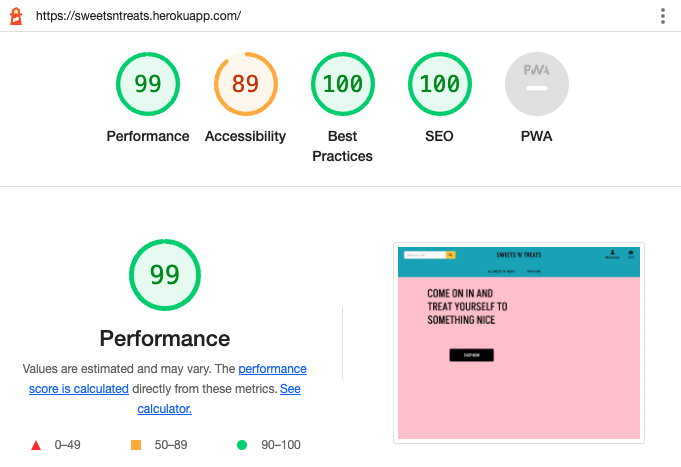 https://sweetsntreats.herokuapp.com/
99
89
100
100
PWA
Performance
Accessibility
Best
Practices
SEO
PWA
99
Performance
Values are estimated and may vary. The performance
score is calculated directly from these metrics. See
calculator.
0–49
50–89
90–100
SWEETS 'N' TREATS
COME ON IN AND
TREAT YOURSELF TO
SOMETHING NICE
SHOP NOW